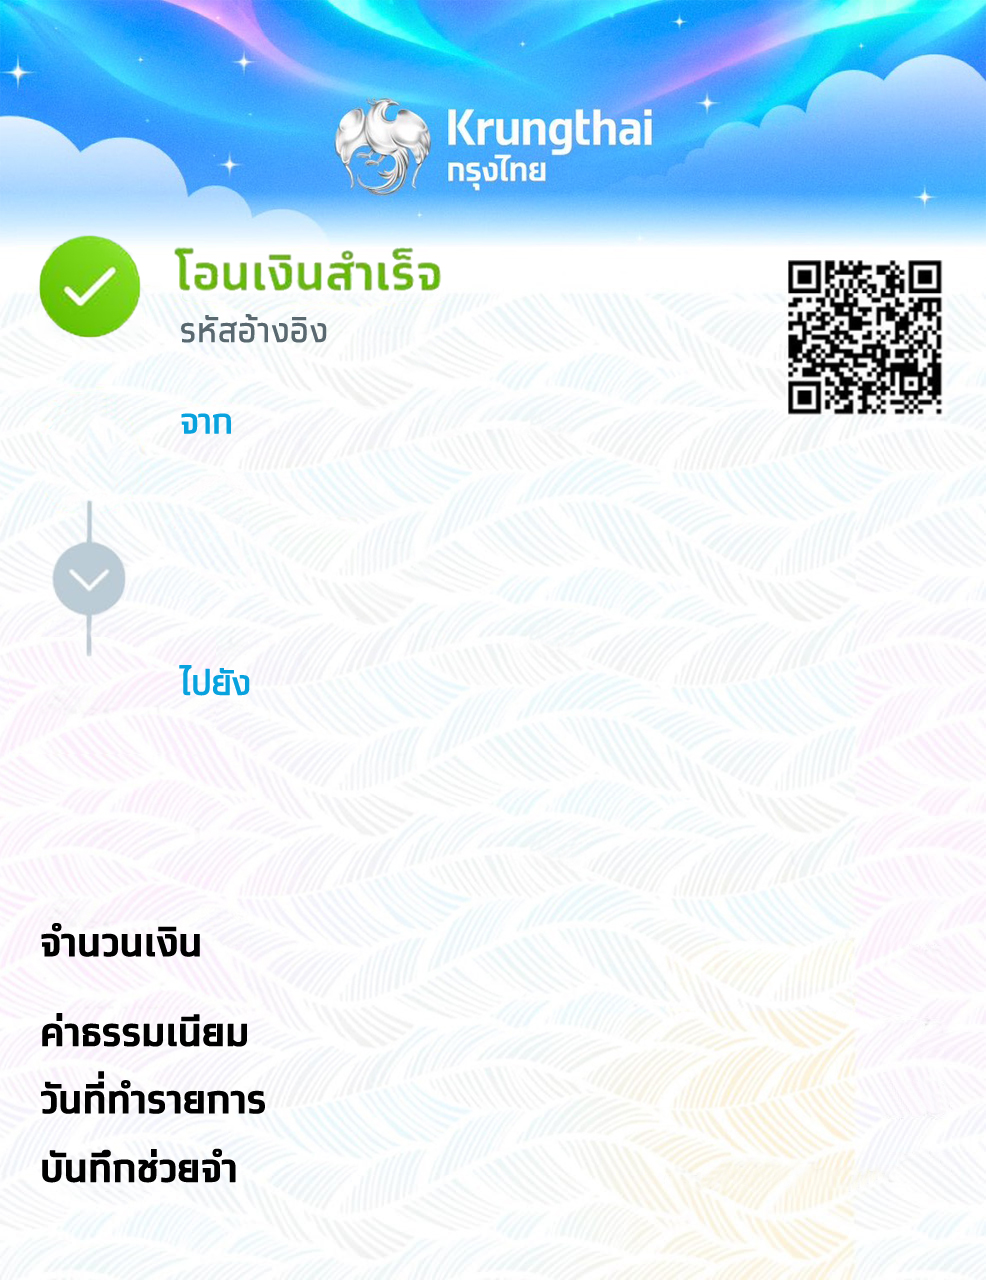 Krungthai
กรุงไทย
โอนเงินสำเร็จ
รหัสอ้างอิง
จาก
ไปยัง
จำนวนเงิน
ค่าธรรมเนียม
วันที่ทำรายการ
บันทึกช่วยจำ